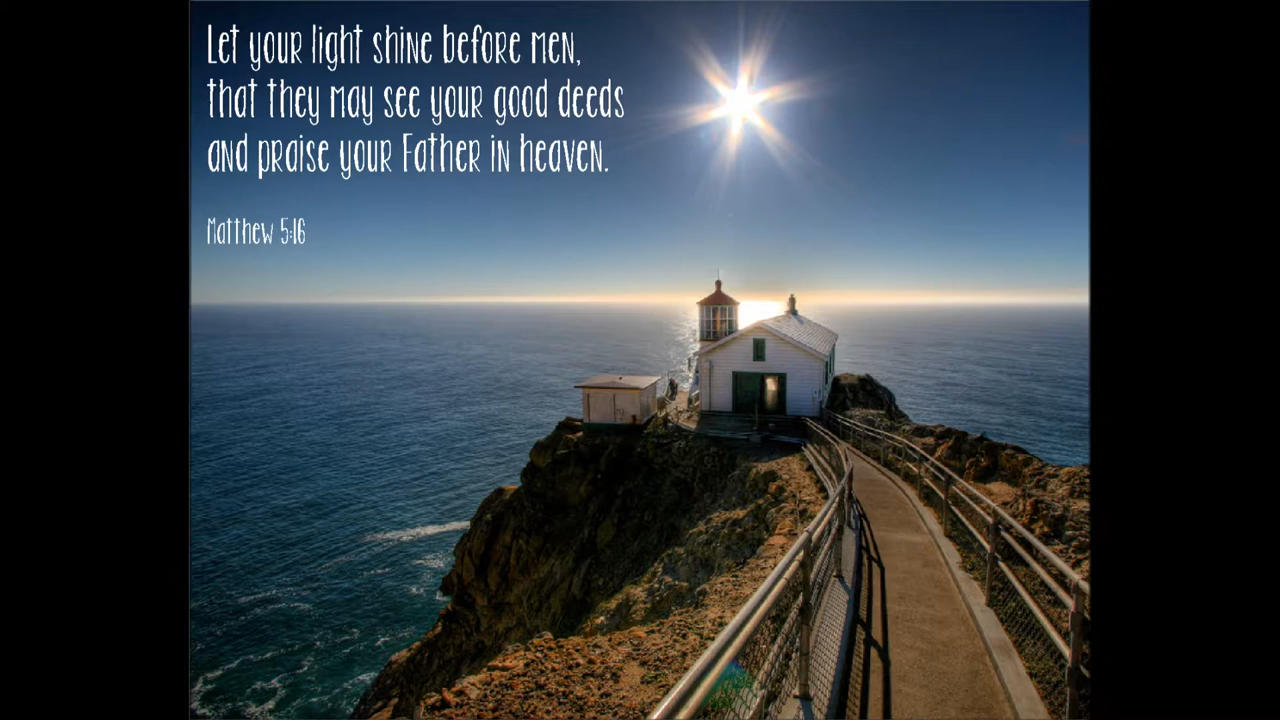 Let your light shine before men,
that they may see your good deeds
and praise your Father in heaven.
Matthew 5:16